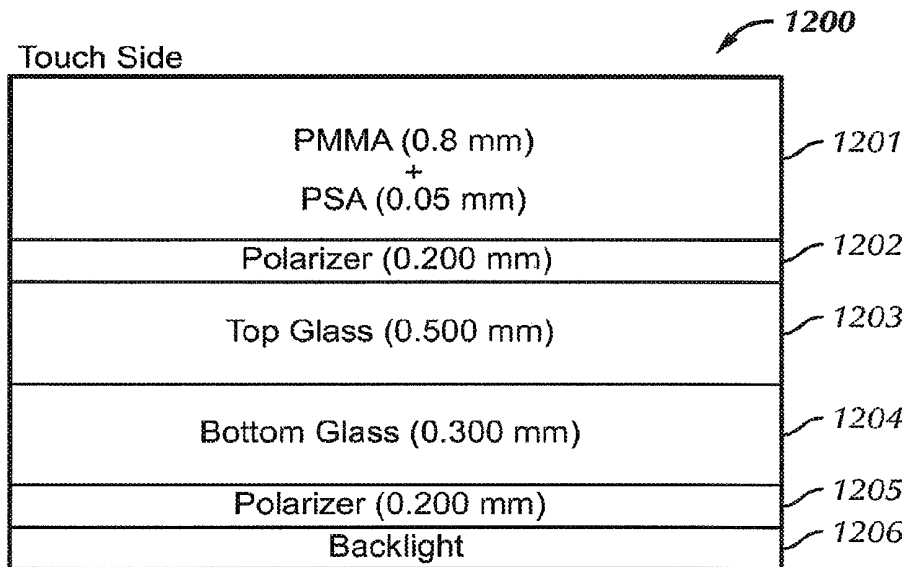 1200
Touch Side
PMMA (0.8 mm)
+
PSA (0.05 mm)
1201
Polarizer (0.200 mm)
1202
Top Glass (0.500 mm)
1203
Bottom Glass (0.300 mm)
1204
Polarizer (0.200 mm)
1205
Backlight
1206